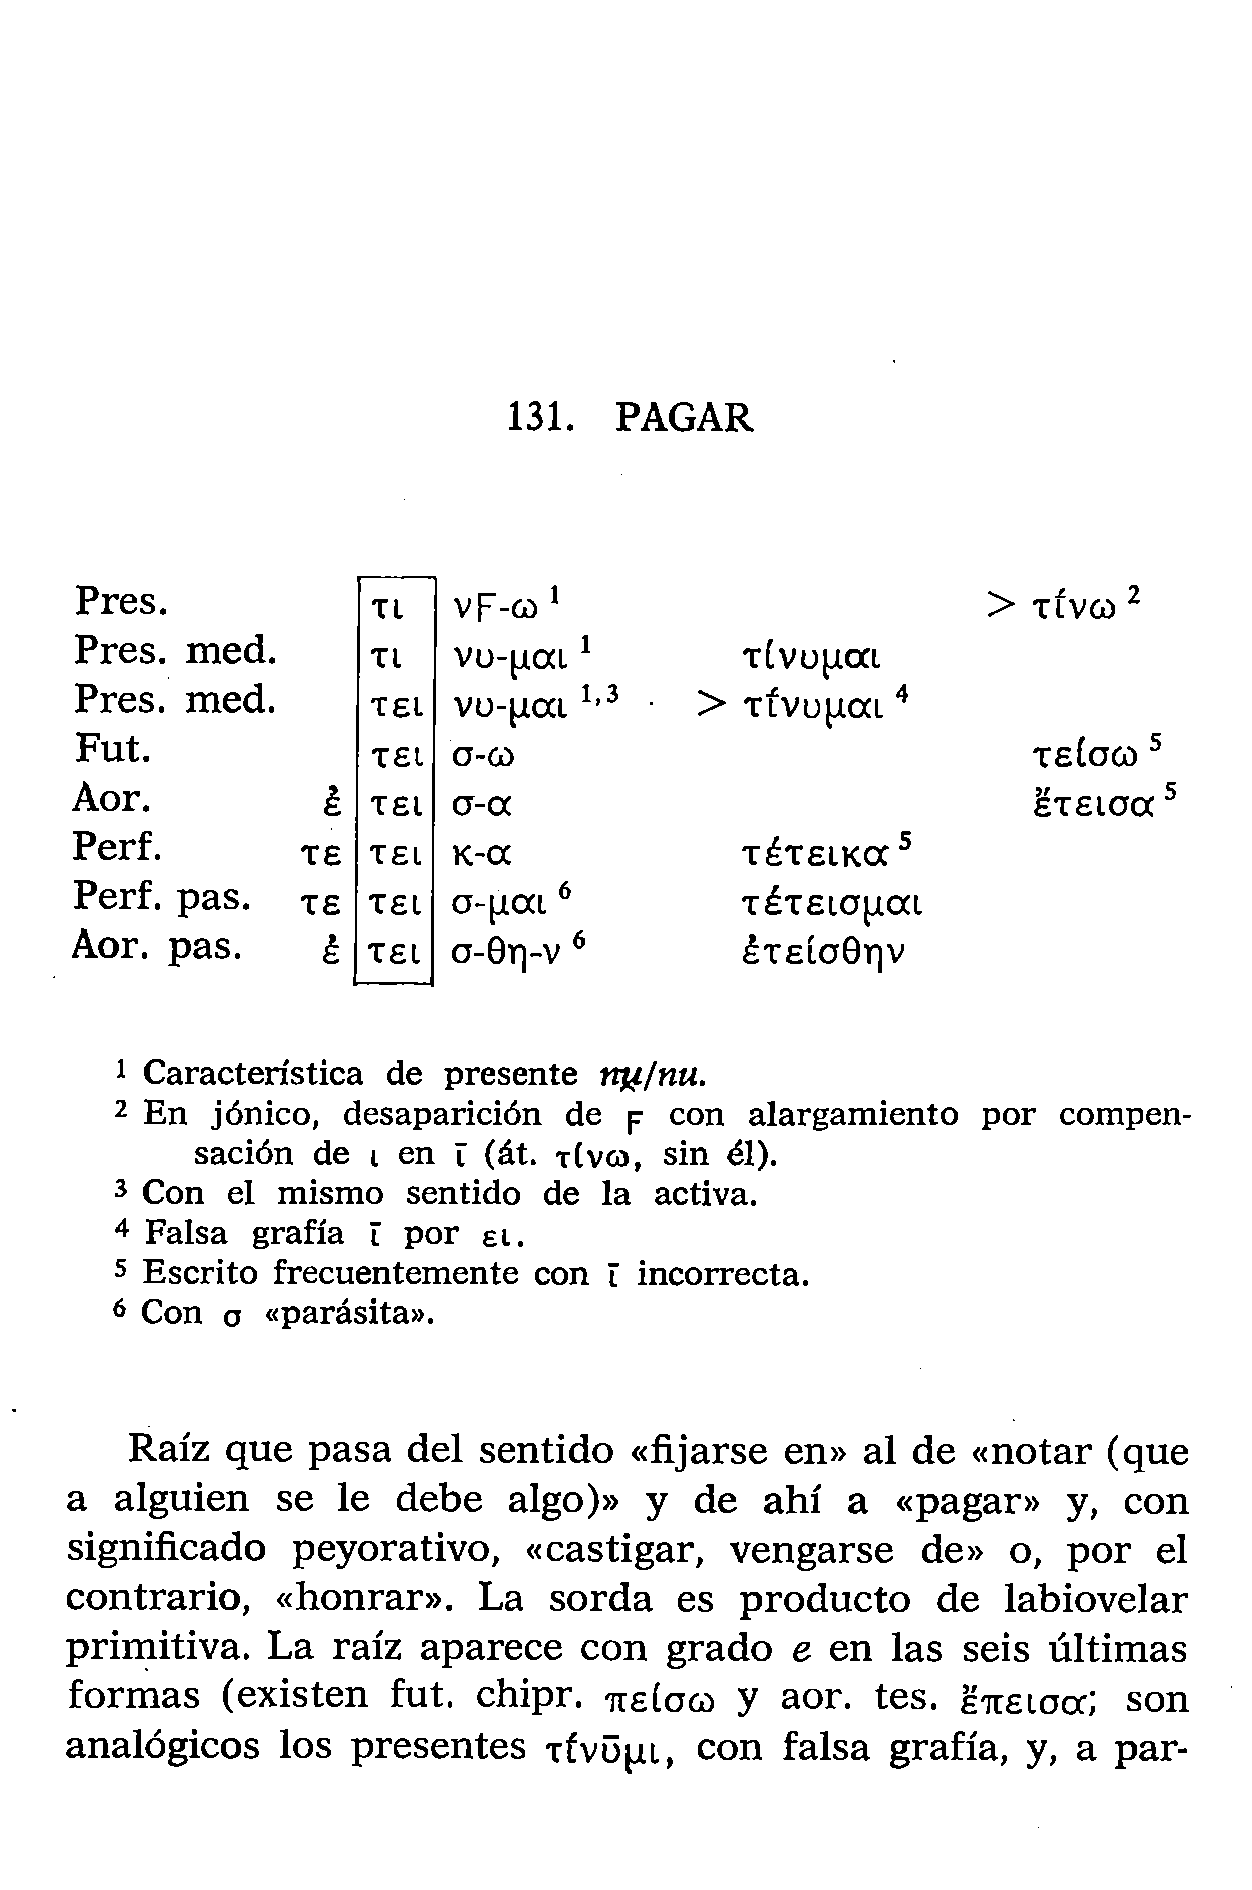 131. PAGAR
Pres. τι νϝ-ω ¹ > τί̄νω ²
Pres. med. τι νυ-μαι ¹ τίνυμαι
Pres. med. τει νυ-μαι ¹,³ > τί̄νυμαι ⁴
Fut. τει σ-ω τείσω ⁵
Aor. ἐ τει σ-α ἔτεισα ⁵
Perf. τε τει κ-α τέτεικα ⁵
Perf. pas. τε τει σ-μαι ⁶ τέτεισμαι
Aor. pas. ἐ τει σ-θη-ν ⁶ ἐτείσθην
¹ Característica de presente nu̯/nu.
² En jónico, desaparición de ϝ con alargamiento por compen-
sación de ι en ῑ (át. τίνω, sin él).
³ Con el mismo sentido de la activa.
⁴ Falsa grafía ῑ por ει.
⁵ Escrito frecuentemente con ῑ incorrecta.
⁶ Con σ «parásita».
Raíz que pasa del sentido «fijarse en» al de «notar (que
a alguien se le debe algo)» y de ahí a «pagar» y, con
significado peyorativo, «castigar, vengarse de» o, por el
contrario, «honrar». La sorda es producto de labiovelar
primitiva. La raíz aparece con grado e en las seis últimas
formas (existen fut. chipr. πείσω y aor. tes. ἔπεισα; son
analógicos los presentes τί̄νῡμι, con falsa grafía, y, a par-